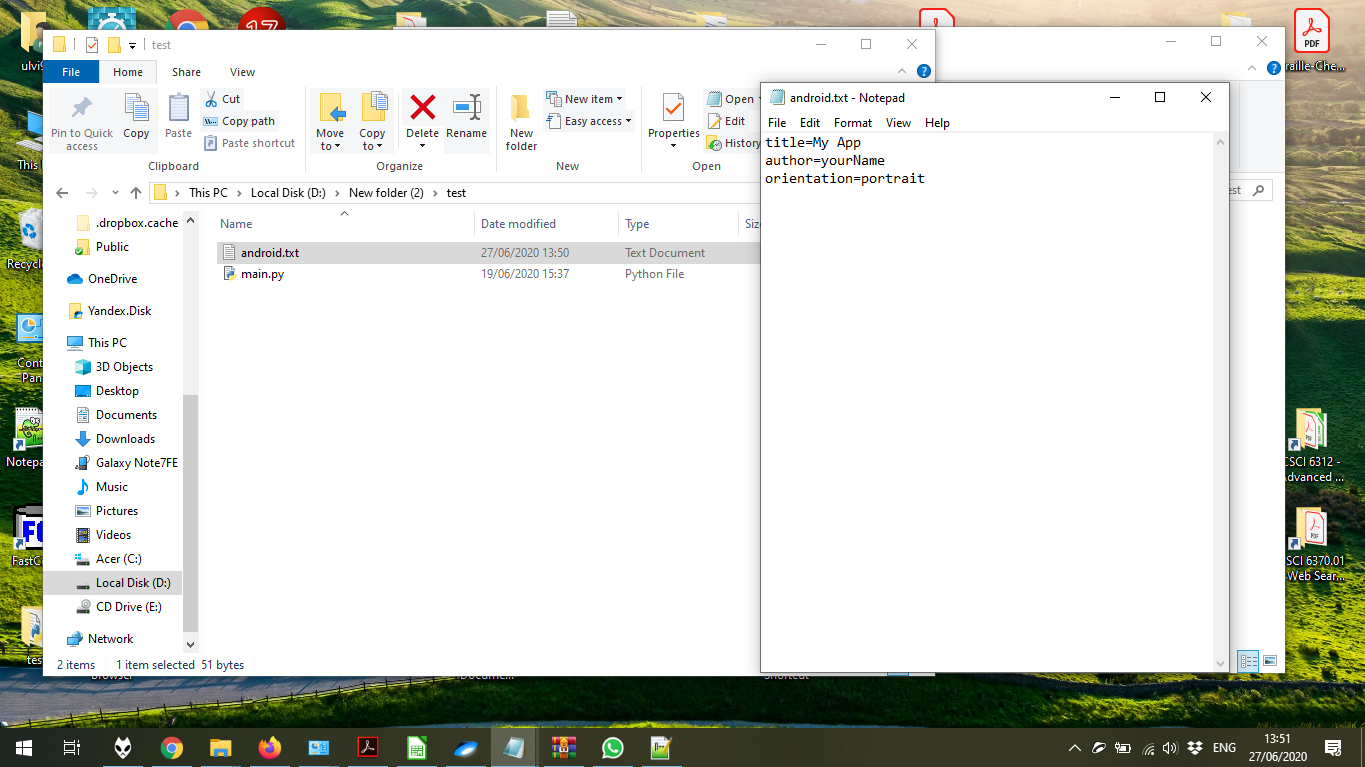 ulvi9
This
Recycl
Cont
Pan
Notepa
FastC
tes
17
test
File
Home
Share
View
Pin to Quick access
Copy
Paste
Cut
Copy path
Paste shortcut
Clipboard
Move to
Copy to
Delete
Rename
Organize
New folder
New item
Easy access
New
Properties
Open
Edit
History
Open
This PC
Local Disk (D:)
New folder (2)
test
.dropbox.cache
Public
OneDrive
Yandex.Disk
This PC
3D Objects
Desktop
Documents
Downloads
Galaxy Note7FE
Music
Pictures
Videos
Acer (C:)
Local Disk (D:)
CD Drive (E:)
Network
Name Date modified Type Siz
android.txt 27/06/2020 13:50 Text Document
main.py 19/06/2020 15:37 Python File
2 items 1 item selected 51 bytes
android.txt - Notepad
File Edit Format View Help
title=My App
author=yourName
orientation=portrait
est
PDF
raille-Che...
CSCI 6312 -
Advanced ...
CSCI 6370.01
Web Sear...
ENG
13:51
27/06/2020